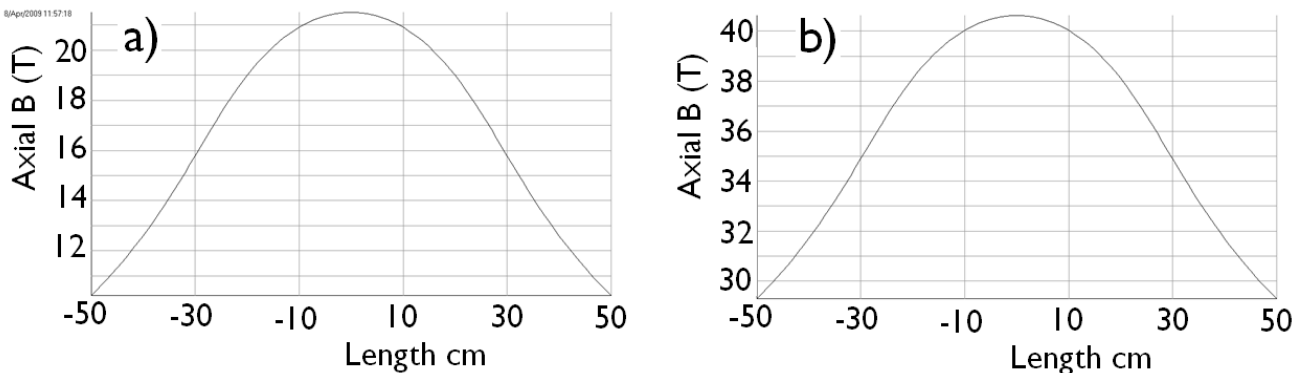 8/Apr/2009 11:57:18
a)
Axial B (T)
20
18
16
14
12
-50 -30 -10 10 30 50
Length cm
b)
Axial B (T)
40
38
36
34
32
30
-50 -30 -10 10 30 50
Length cm